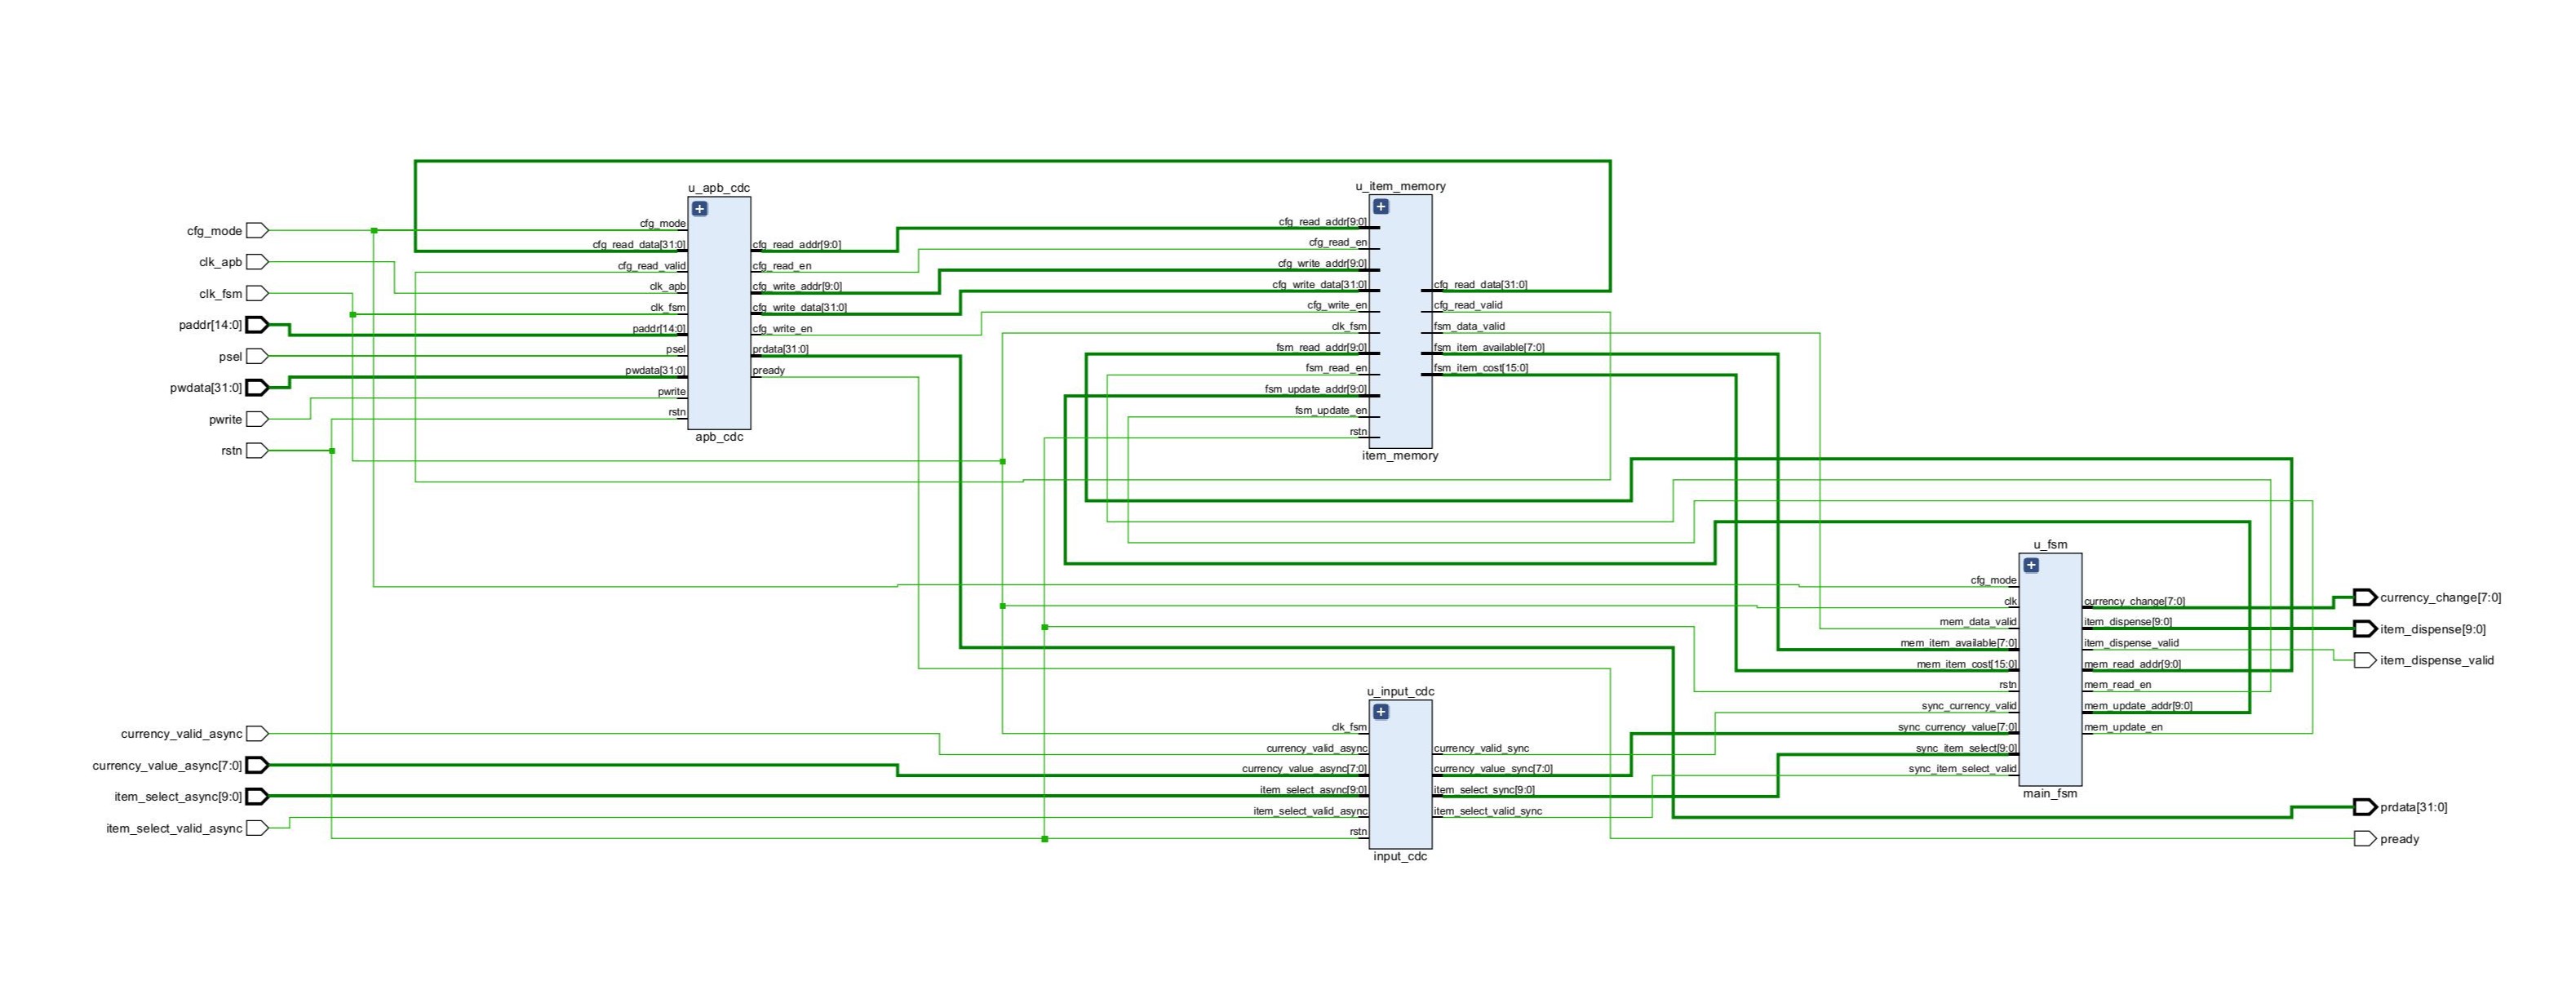 cfg_mode
clk_apb
clk_fsm
paddr[14:0]
psel
pwdata[31:0]
pwrite
rstn
currency_valid_async
currency_value_async[7:0]
item_select_async[9:0]
item_select_valid_async
u_apb_cdc
cfg_mode
cfg_read_data[31:0]
cfg_read_valid
clk_apb
clk_fsm
paddr[14:0]
psel
pwdata[31:0]
pwrite
rstn
cfg_read_addr[9:0]
cfg_read_en
cfg_write_addr[9:0]
cfg_write_data[31:0]
cfg_write_en
prdata[31:0]
pready
apb_cdc
u_item_memory
cfg_read_addr[9:0]
cfg_read_en
cfg_write_addr[9:0]
cfg_write_data[31:0]
cfg_write_en
clk_fsm
fsm_read_addr[9:0]
fsm_read_en
fsm_update_addr[9:0]
fsm_update_en
rstn
cfg_read_data[31:0]
cfg_read_valid
fsm_data_valid
fsm_item_available[7:0]
fsm_item_cost[15:0]
item_memory
u_input_cdc
clk_fsm
currency_valid_async
currency_value_async[7:0]
item_select_async[9:0]
item_select_valid_async
rstn
currency_valid_sync
currency_value_sync[7:0]
item_select_sync[9:0]
item_select_valid_sync
input_cdc
u_fsm
cfg_mode
clk
mem_data_valid
mem_item_available[7:0]
mem_item_cost[15:0]
rstn
sync_currency_valid
sync_currency_value[7:0]
sync_item_select[9:0]
sync_item_select_valid
currency_change[7:0]
item_dispense[9:0]
item_dispense_valid
mem_read_addr[9:0]
mem_read_en
mem_update_addr[9:0]
mem_update_en
main_fsm
currency_change[7:0]
item_dispense[9:0]
item_dispense_valid
prdata[31:0]
pready